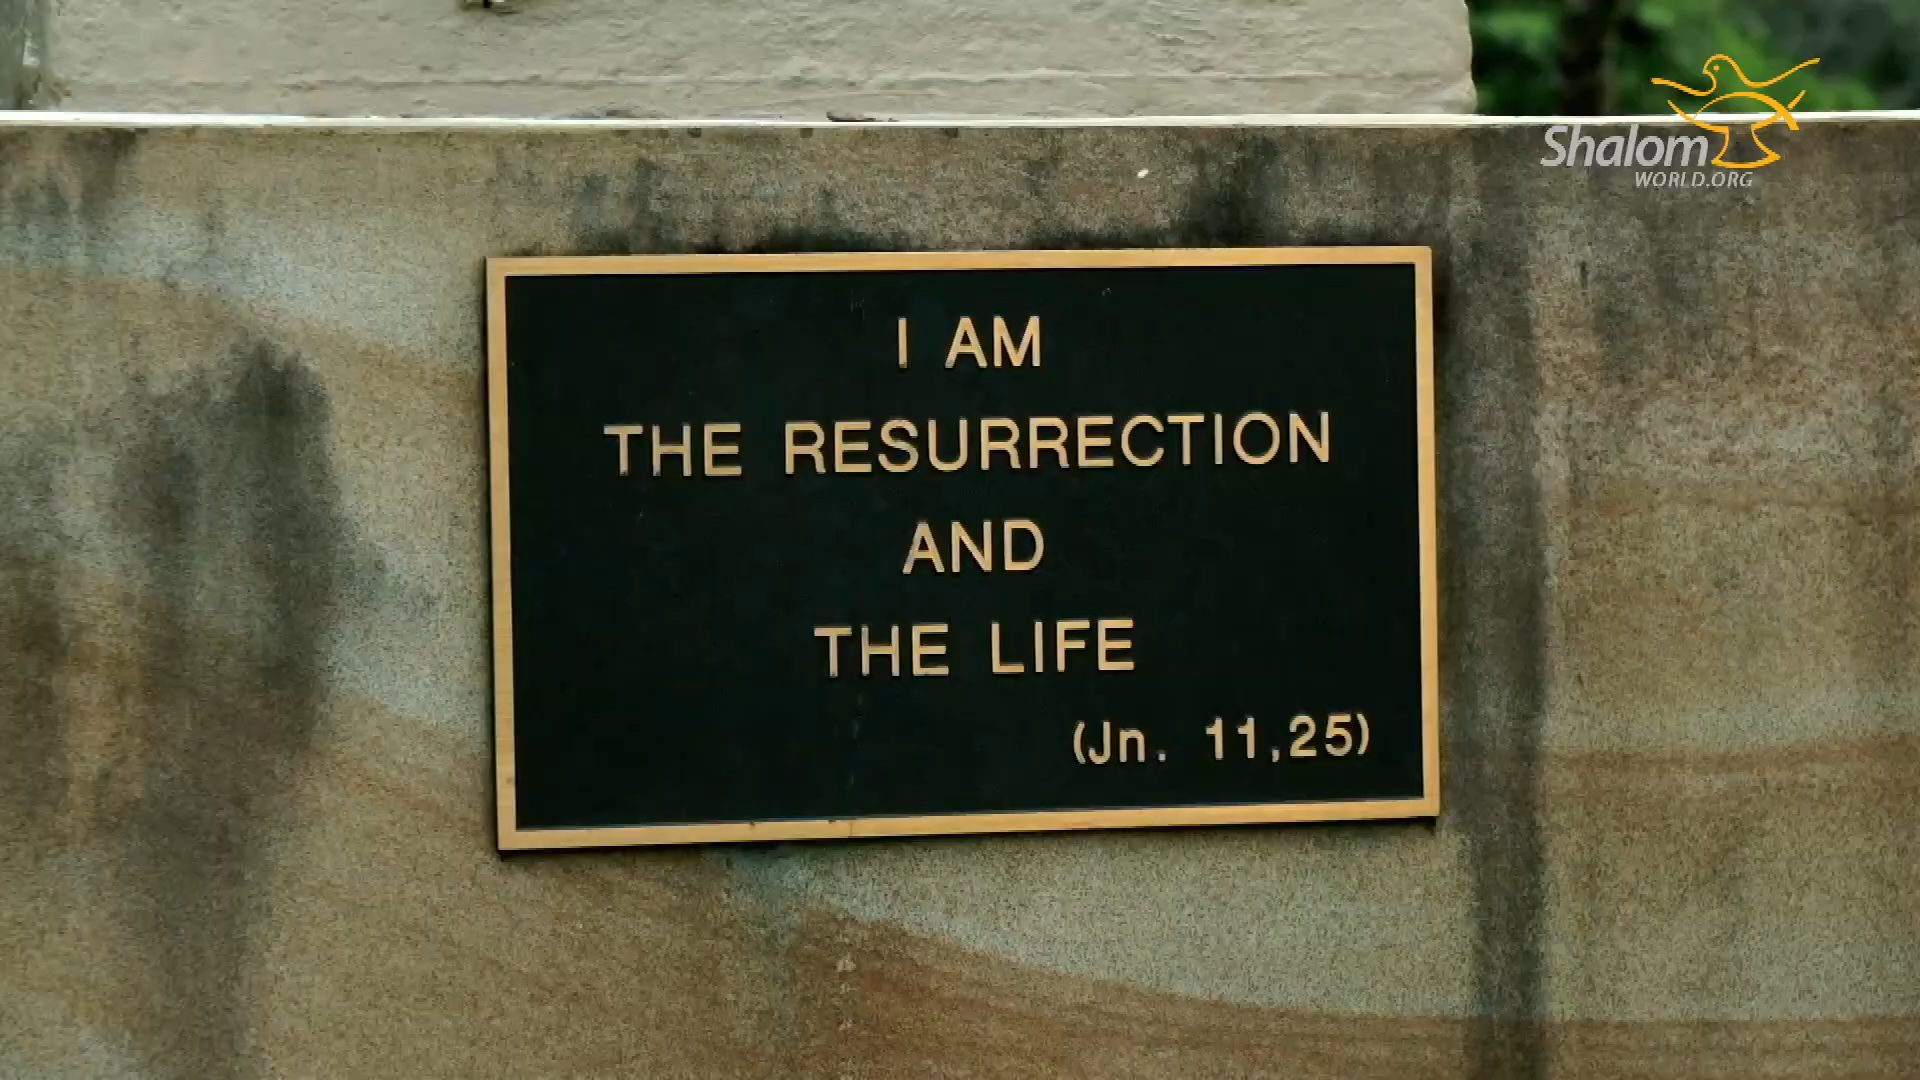 Shalom
WORLD.ORG
I AM
THE RESURRECTION
AND
THE LIFE
(Jn. 11,25)